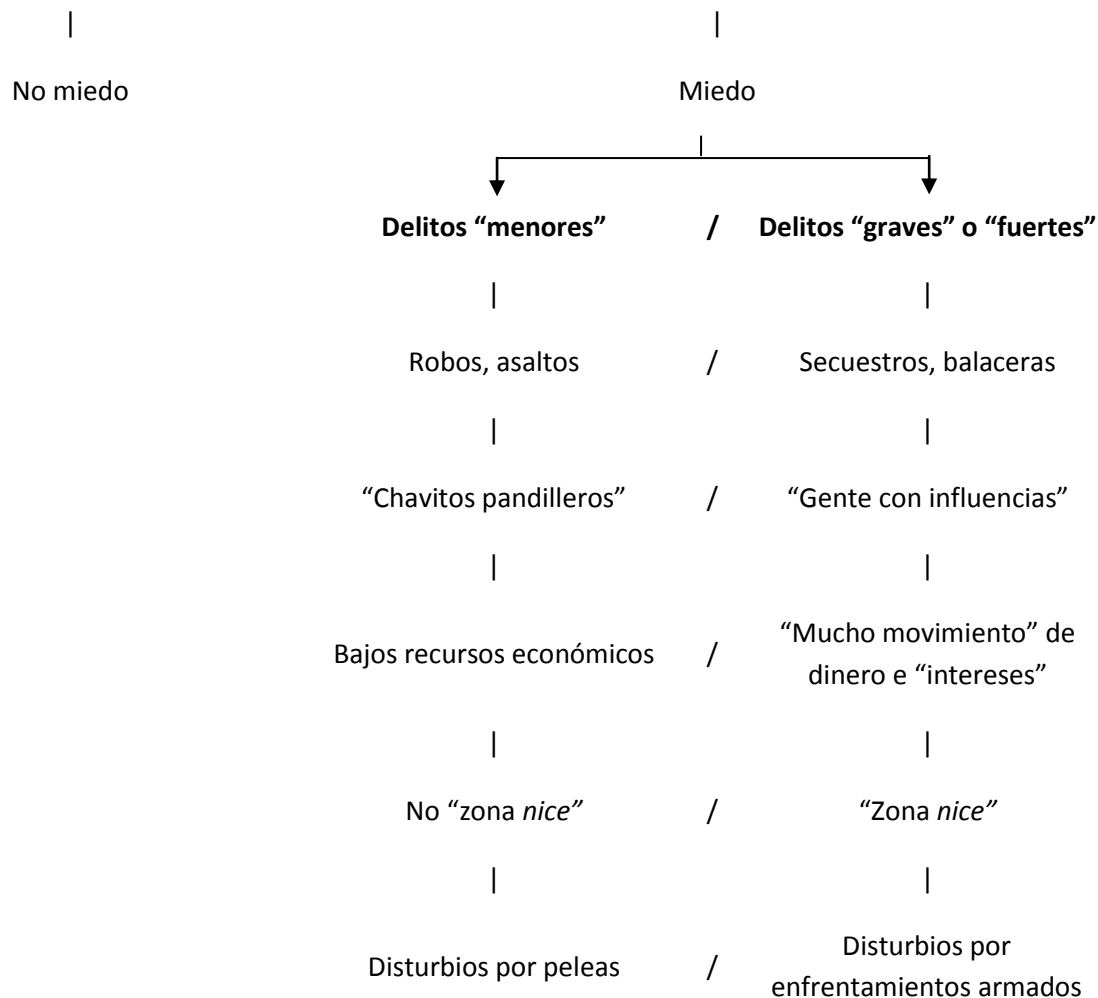 No miedo Miedo
Delitos “menores” / Delitos “graves” o “fuertes”
Robos, asaltos / Secuestros, balaceras
“Chavitos pandilleros” / “Gente con influencias”
Bajos recursos económicos / “Mucho movimiento” de
dinero e “intereses”
No “zona nice” / “Zona nice”
Disturbios por peleas / Disturbios por
enfrentamientos armados